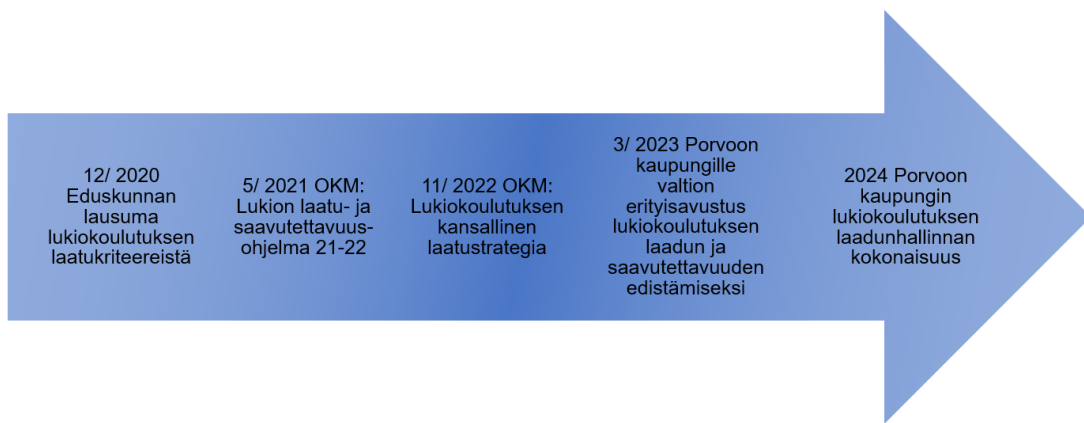 12/ 2020
Eduskunnan
lausuma
lukiokoulutuksen
laatukriteereistä
5/ 2021 OKM:
Lukion laatu- ja
saavutettavuus-
ohjelma 21-22
11/ 2022 OKM:
Lukiokoulutuksen
kansallinen
laatustrategia
3/ 2023 Porvoon
kaupungille
valtion
erityisavustus
lukiokoulutuksen
laadun ja
saavutettavuuden
edistämiseksi
2024 Porvoon
kaupungin
lukiokoulutuksen
laadunhallinnan
kokonaisuus